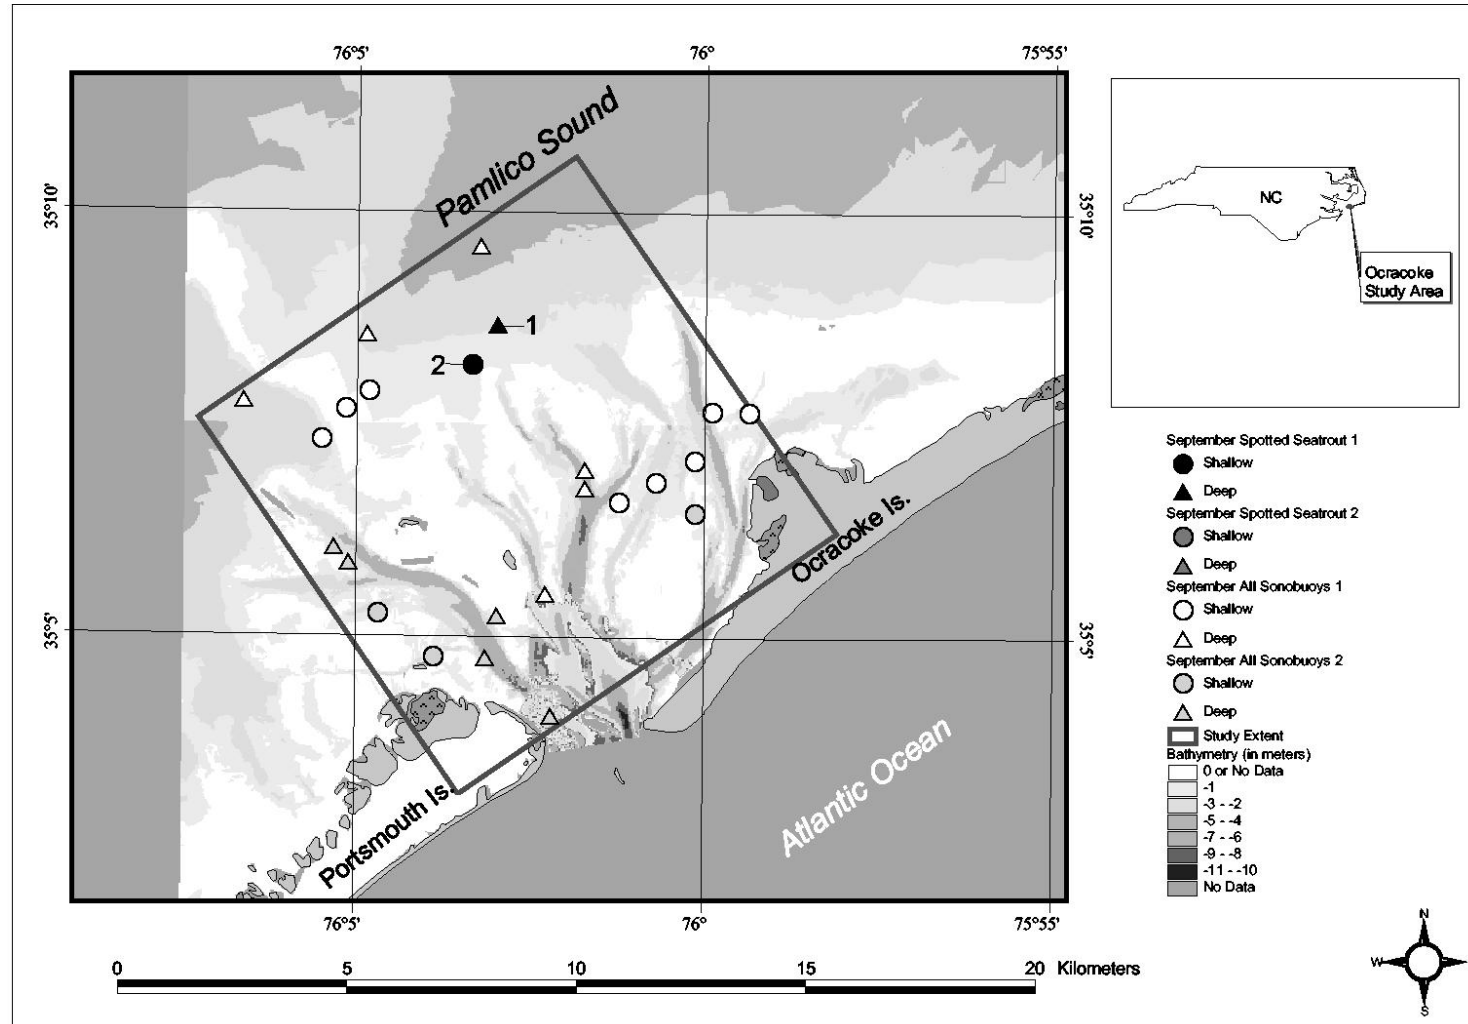 76°5'
76°
75°55'
Pamlico Sound
35°10'
35°10'
NC
Ocracoke
Study Area
1
2
September Spotted Seatrout 1
Shallow
Deep
September Spotted Seatrout 2
Shallow
Deep
September All Sonobuoys 1
Shallow
Deep
September All Sonobuoys 2
Shallow
Deep
Study Extent
Bathymetry (in meters)
0 or No Data
-1
-3 - -2
-5 - -4
-7 - -6
-9 - -8
-11 - -10
No Data
Ocracoke Is.
35°5'
35°5'
Atlantic Ocean
Portsmouth Is.
76°5'
76°
75°55'
0
5
10
15
20 Kilometers
N
W
S